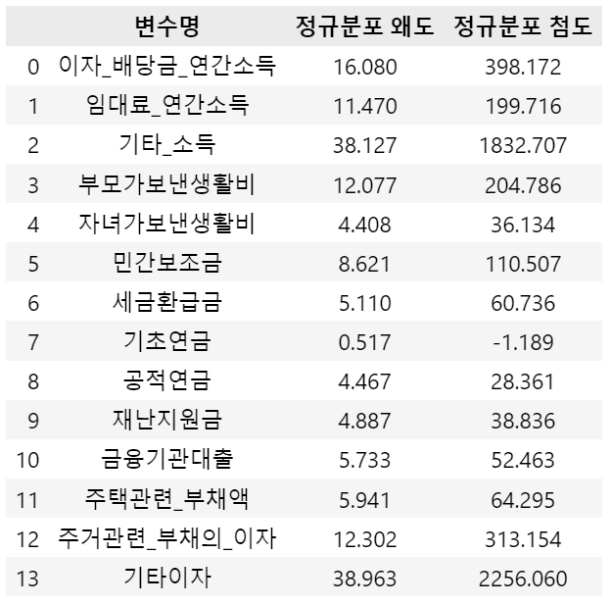 변수명 정규분포 왜도 정규분포 첨도
0 이자_배당금_연간소득 16.080 398.172
1 임대료_연간소득 11.470 199.716
2 기타_소득 38.127 1832.707
3 부모가보낸생활비 12.077 204.786
4 자녀가보낸생활비 4.408 36.134
5 민간보조금 8.621 110.507
6 세금환급금 5.110 60.736
7 기초연금 0.517 -1.189
8 공적연금 4.467 28.361
9 재난지원금 4.887 38.836
10 금융기관대출 5.733 52.463
11 주택관련_부채액 5.941 64.295
12 주거관련_부채의_이자 12.302 313.154
13 기타이자 38.963 2256.060